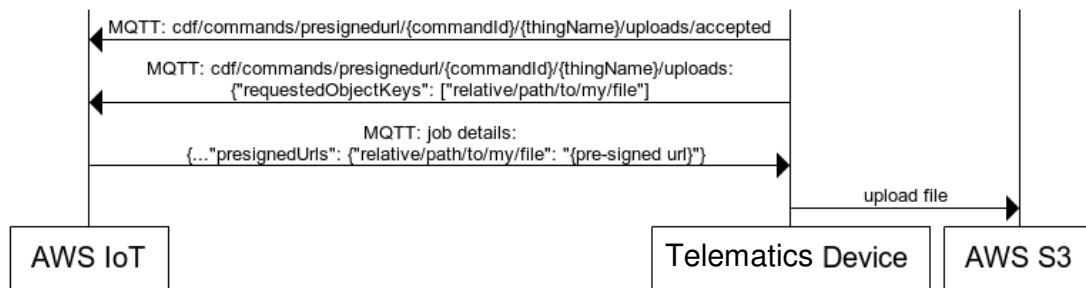 MQTT: cdf/commands/presignedurl/{commandId}/{thingName}/uploads/accepted
MQTT: cdf/commands/presignedurl/{commandId}/{thingName}/uploads:
{"requestedObjectKeys": ["relative/path/to/my/file"]
MQTT: job details:
{..."presignedUrls": {"relative/path/to/my/file": "{pre-signed url}"}
upload file
AWS IoT
Telematics Device
AWS S3